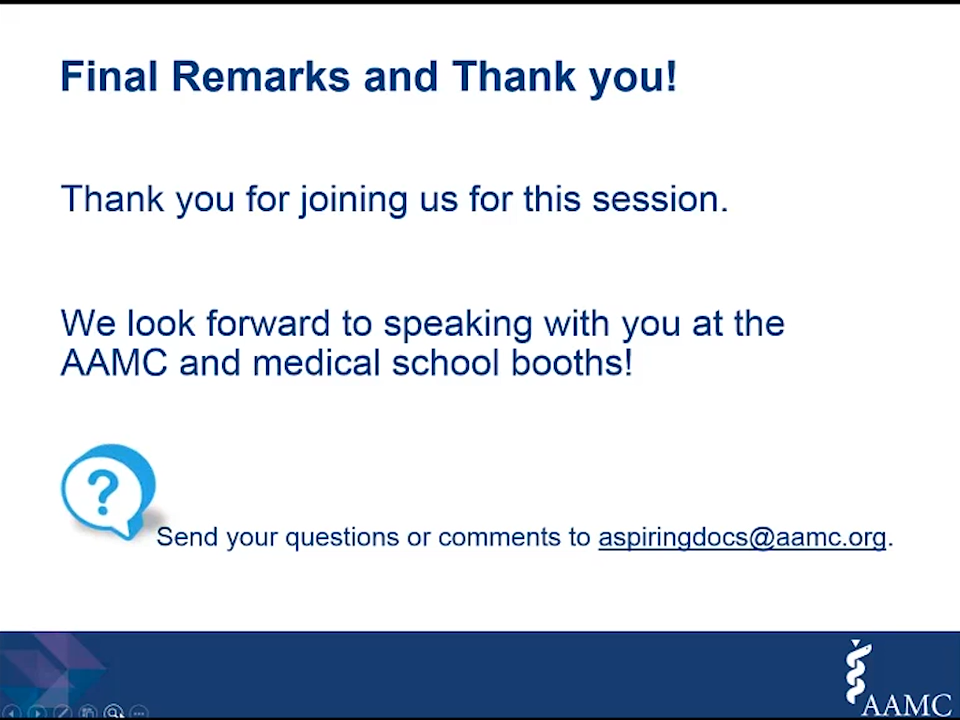 Final Remarks and Thank you!
Thank you for joining us for this session.
We look forward to speaking with you at the
AAMC and medical school booths!
?
Send your questions or comments to aspiringdocs@aamc.org.
AAMC